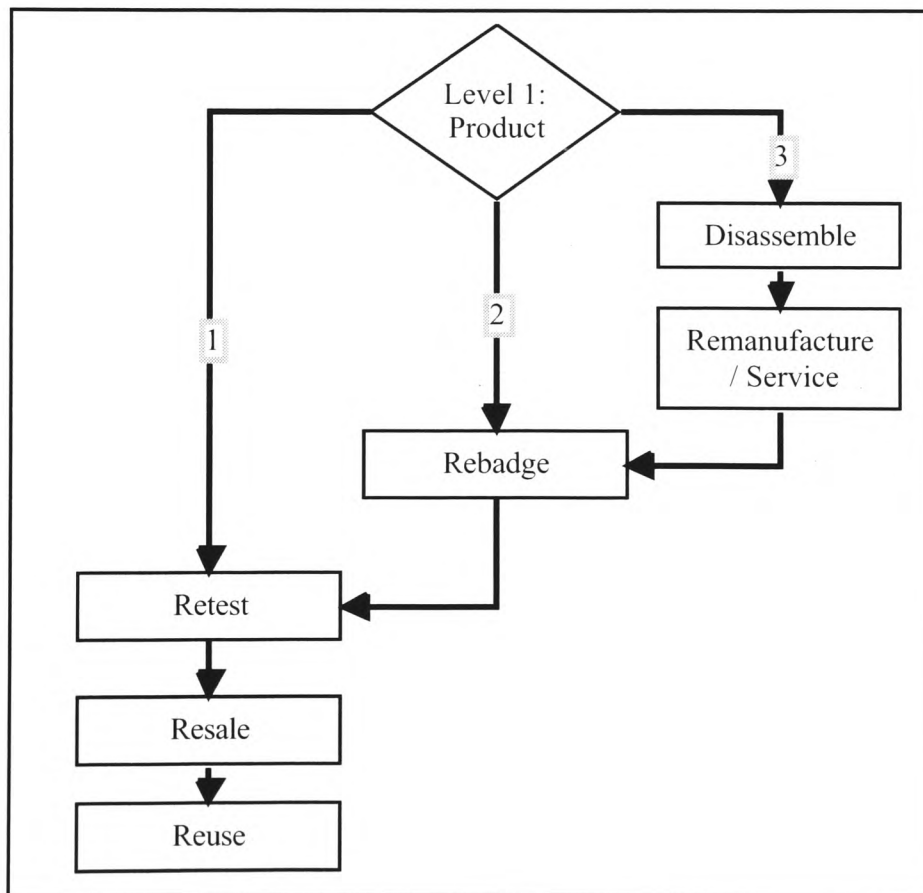 Level 1:
Product
3
Disassemble
1
2
Remanufacture
/ Service
Rebadge
Retest
Resale
Reuse